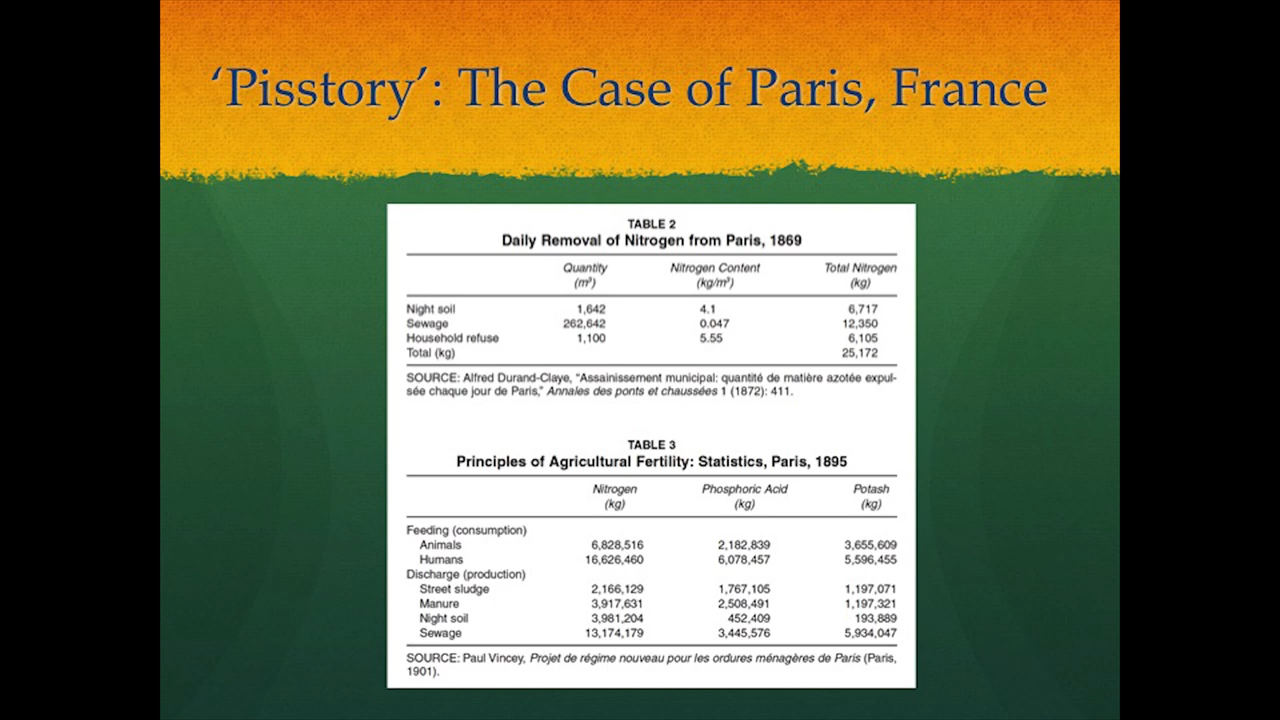 ‘Pisstory’: The Case of Paris, France
TABLE 2
Daily Removal of Nitrogen from Paris, 1869
Quantity Nitrogen Content Total Nitrogen
(m³) (kg/m³) (kg)
Night soil 1,642 4.1 6,717
Sewage 262,642 0.047 12,350
Household refuse 1,100 5.55 6,105
Total (kg) 25,172
SOURCE: Alfred Durand-Claye, “Assainissement municipal: quantité de matière azotée expul-
sée chaque jour de Paris,” Annales des ponts et chaussées 1 (1872): 411.
TABLE 3
Principles of Agricultural Fertility: Statistics, Paris, 1895
Nitrogen Phosphoric Acid Potash
(kg) (kg) (kg)
Feeding (consumption)
Animals 6,828,516 2,182,839 3,655,609
Humans 16,626,460 6,078,457 5,596,455
Discharge (production)
Street sludge 2,166,129 1,767,105 1,197,071
Manure 3,917,631 2,508,491 1,197,321
Night soil 3,981,204 452,409 193,889
Sewage 13,174,179 3,445,576 5,934,047
SOURCE: Paul Vincey, Projet de régime nouveau pour les ordures ménagères de Paris (Paris,
1901).